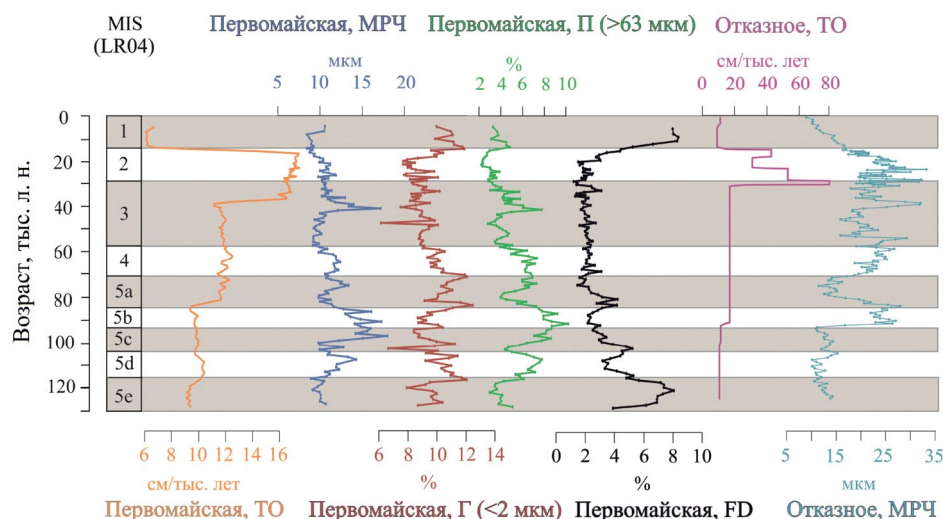 MIS
(LR04)
Первомайская, МРЧ
Первомайская, П (>63 мкм)
Отказное, ТО
мкм
%
см/тыс. лет
5 10 15 20
2 4 6 8 10
0 10 20 60 80
Возраст, тыс. л. н.
0
20
40
60
80
100
120
1
2
3
4
5a
5b
5c
5d
5e
6 8 10 12 14 16
6 8 10 12 14
0 2 4 6 8 10
5 15 25 35
см/тыс. лет
%
%
мкм
Первомайская, ТО
Первомайская, Г (<2 мкм)
Первомайская, FD
Отказное, МРЧ